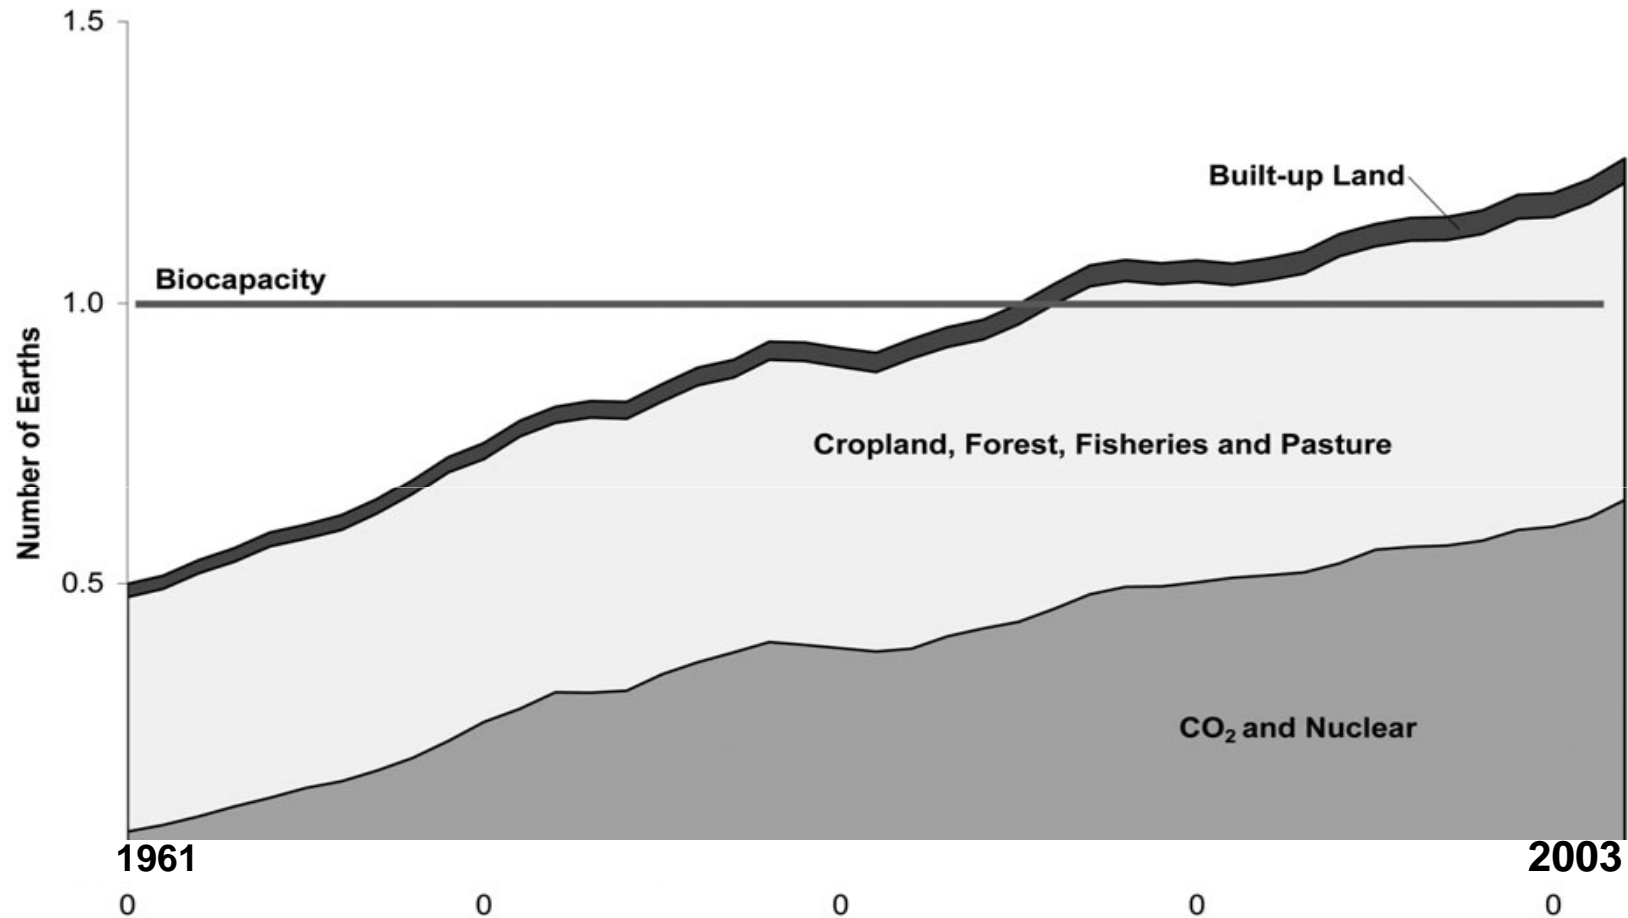 1.5
Built-up Land
Biocapacity
1.0
Number of Earths
Cropland, Forest, Fisheries and Pasture
0.5
CO₂ and Nuclear
1961
2003
0 0 0 0 0